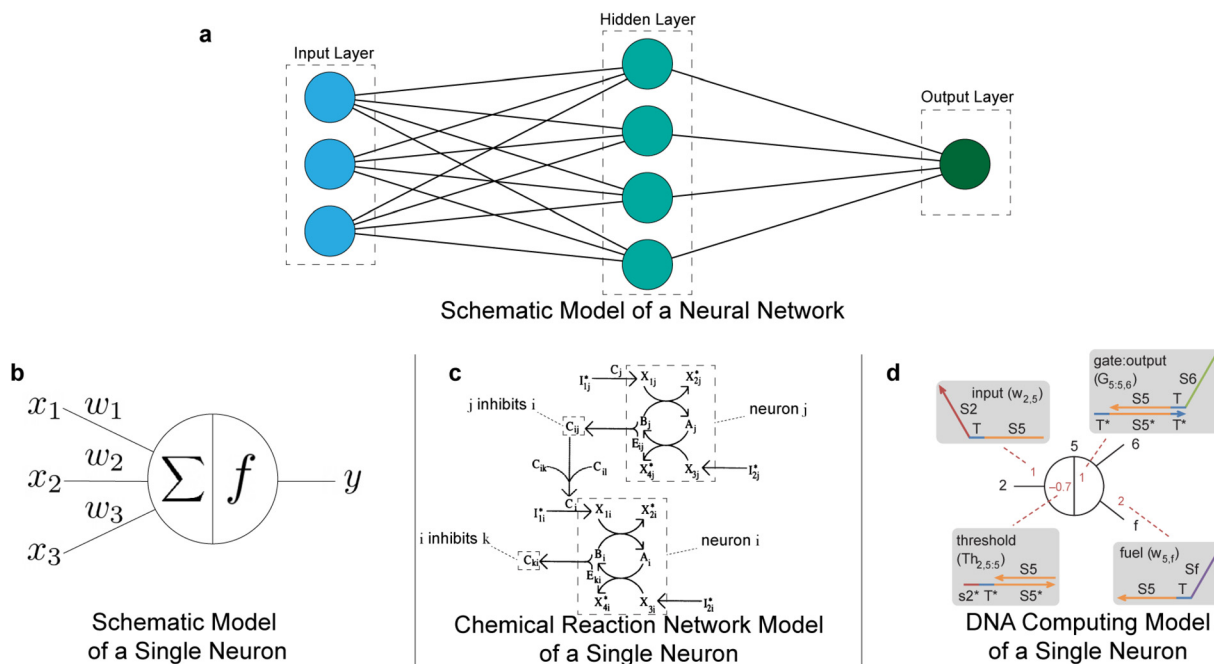 a
Input Layer
Hidden Layer
Output Layer
Schematic Model of a Neural Network
b
x1 w1
x2 w2
x3 w3
∑ f
y
Schematic Model
of a Single Neuron
c
I*1j Cj X1j X*2j
j inhibits i
neuron j
Cij Bj Aj
Eij
X*4j X3j I*2j
Cik Cil
Ci
I*1i X1i X*2i
i inhibits k
neuron i
Cki Bi Ai
Eki
X*4i X3i I*2i
Chemical Reaction Network Model
of a Single Neuron
d
input (w2,5)
S2
T S5
gate:output
(G5:5,6)
S6
S5 T
T* S5* T*
5
6
1
2
-0.7
1
2
f
threshold
(Th2,5:5)
S5
s2* T* S5*
fuel (w5,f)
Sf
S5 T
DNA Computing Model
of a Single Neuron